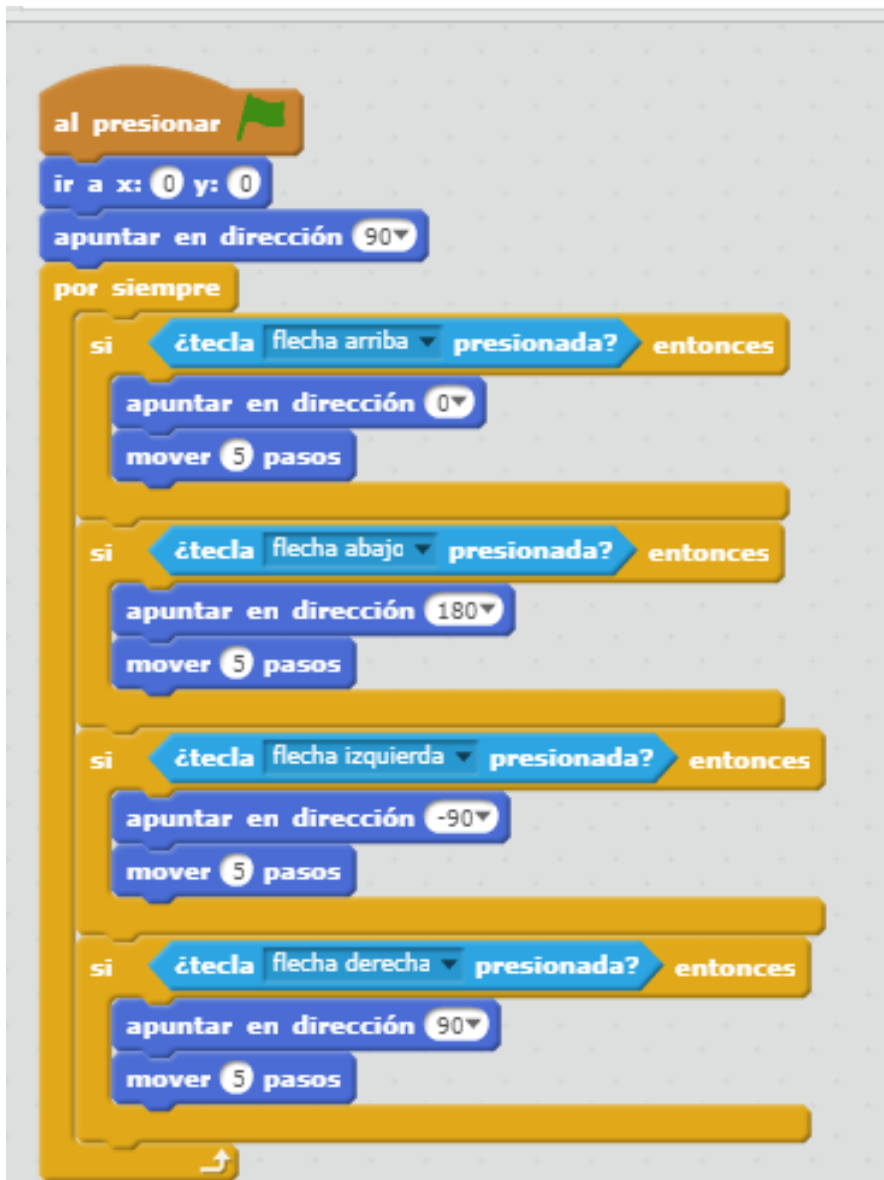 al presionar
ir a x: 0 y: 0
apuntar en dirección 90
por siempre
si ¿tecla flecha arriba presionada? entonces
apuntar en dirección 0
mover 5 pasos
si ¿tecla flecha abajo presionada? entonces
apuntar en dirección 180
mover 5 pasos
si ¿tecla flecha izquierda presionada? entonces
apuntar en dirección -90
mover 5 pasos
si ¿tecla flecha derecha presionada? entonces
apuntar en dirección 90
mover 5 pasos